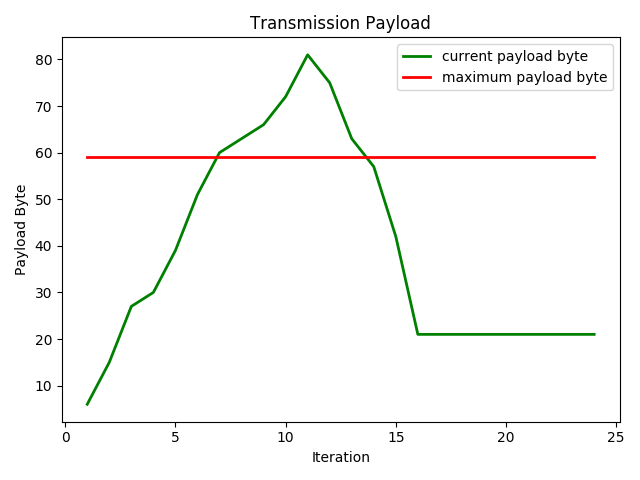 Transmission Payload
current payload byte
maximum payload byte
80
70
60
50
40
30
20
10
Payload Byte
0 5 10 15 20 25
Iteration